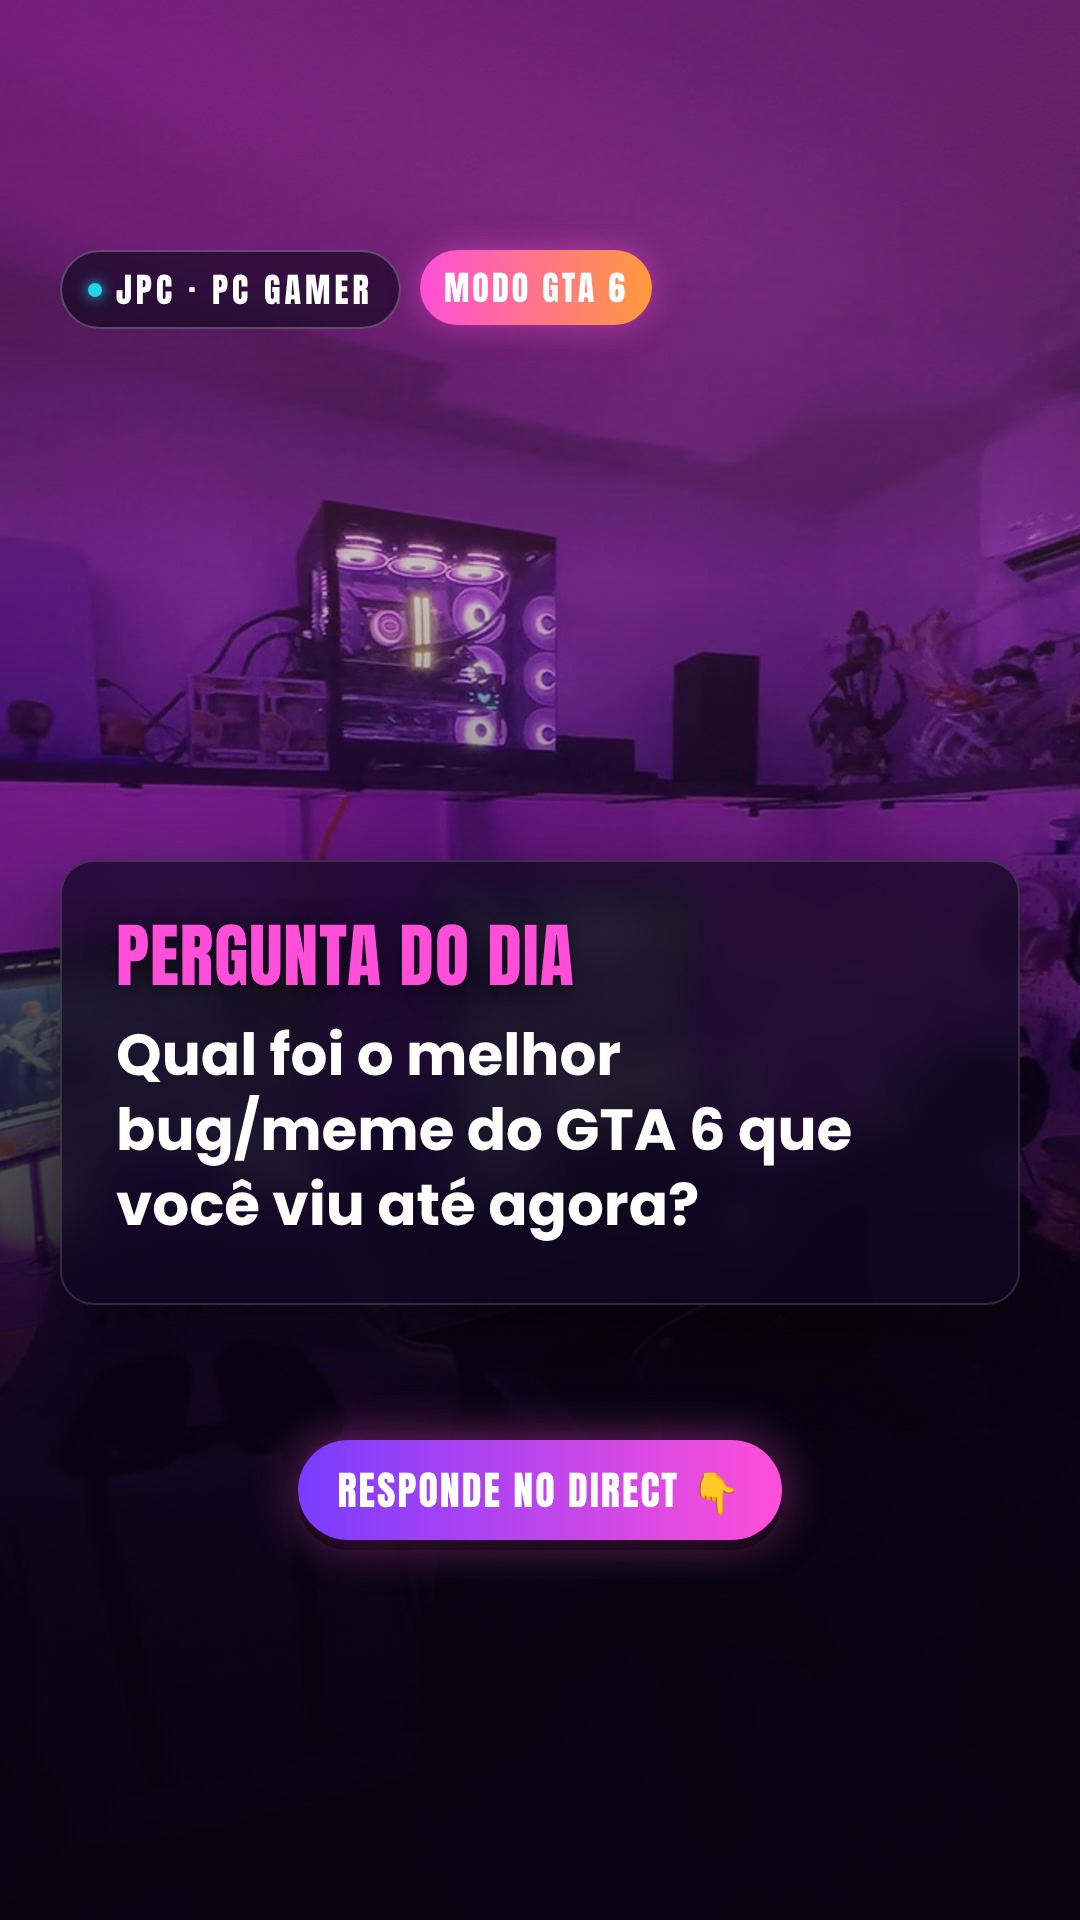 JPC · PC GAMER
MODO GTA 6
PERGUNTA DO DIA
Qual foi o melhor
bug/meme do GTA 6 que
você viu até agora?
RESPONDE NO DIRECT 👇